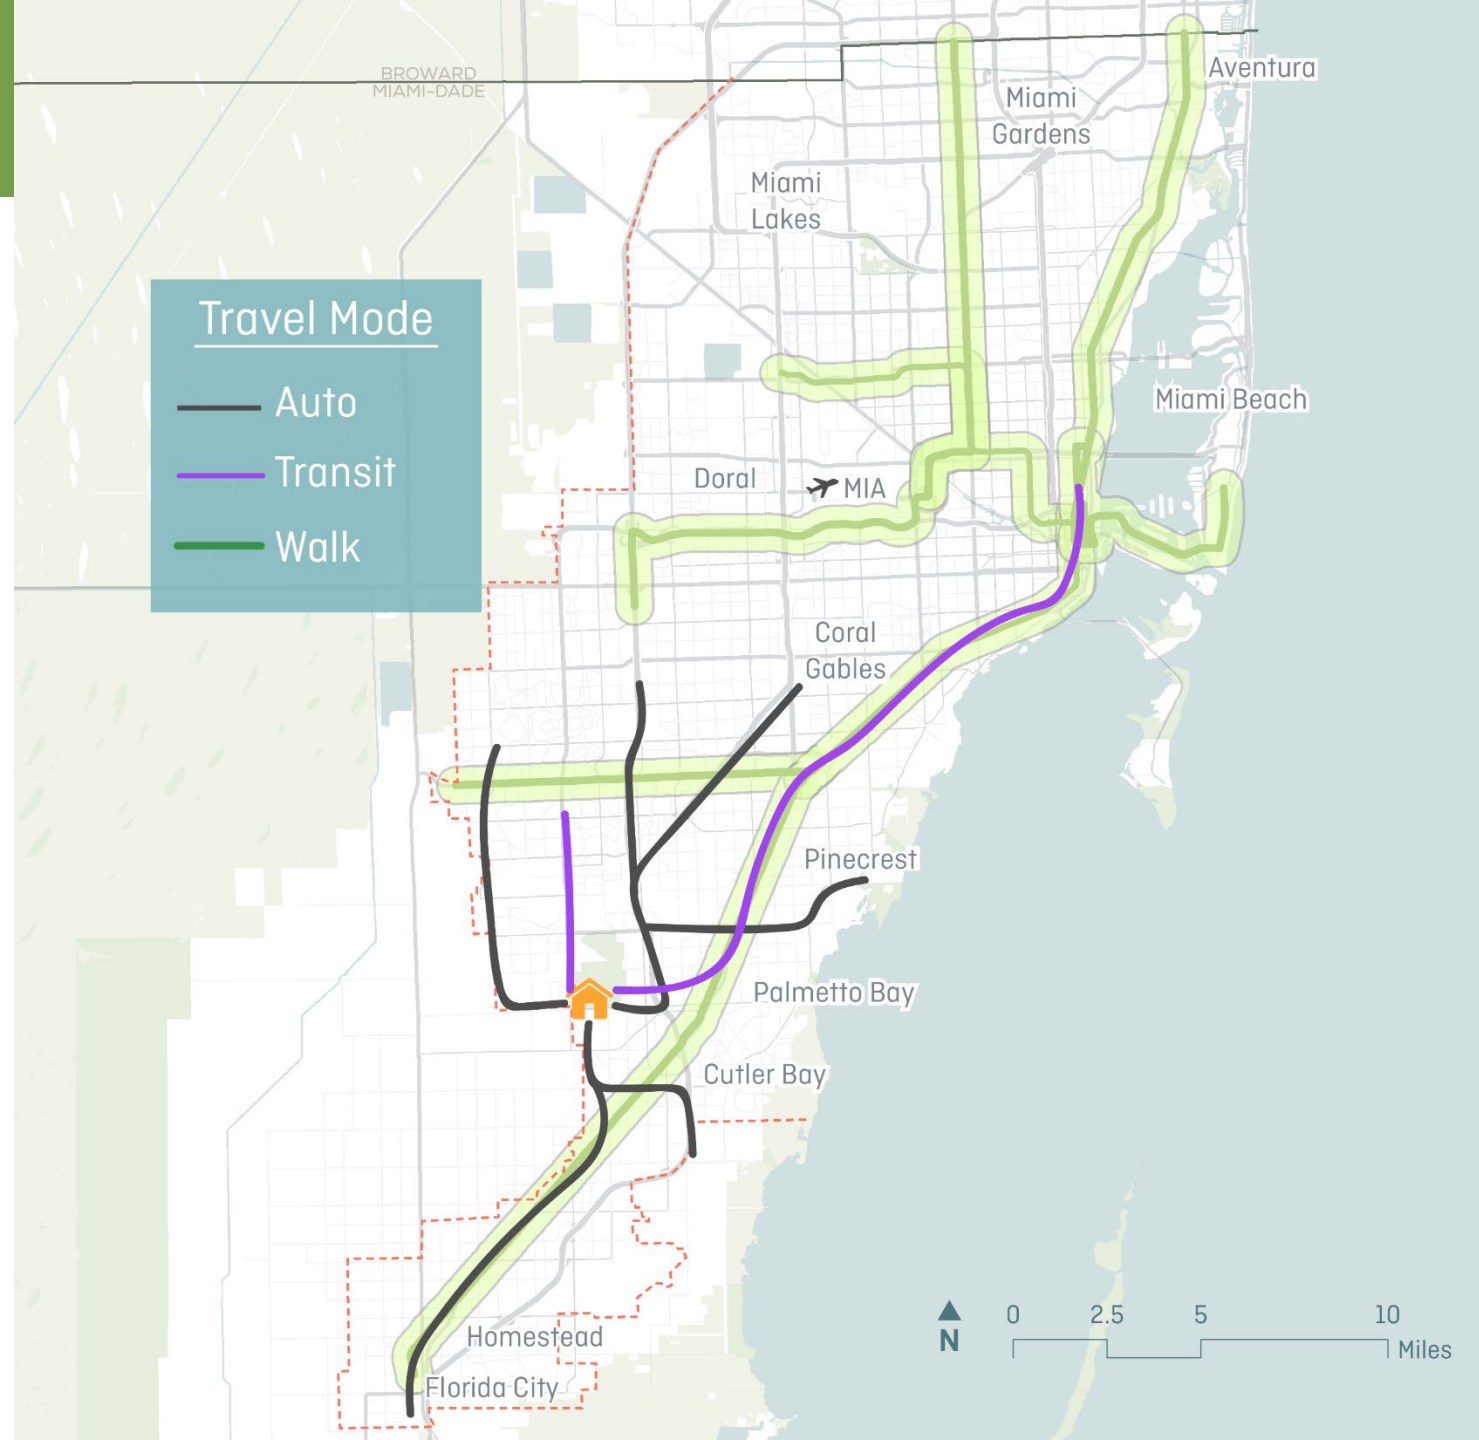 BROWARD
MIAMI-DADE
Aventura
Miami
Gardens
Miami
Lakes
Travel Mode
Auto
Transit
Walk
Miami Beach
Doral
MIA
Coral
Gables
Pinecrest
Palmetto Bay
Cutler Bay
Homestead
Florida City
N
0 2.5 5 10
Miles